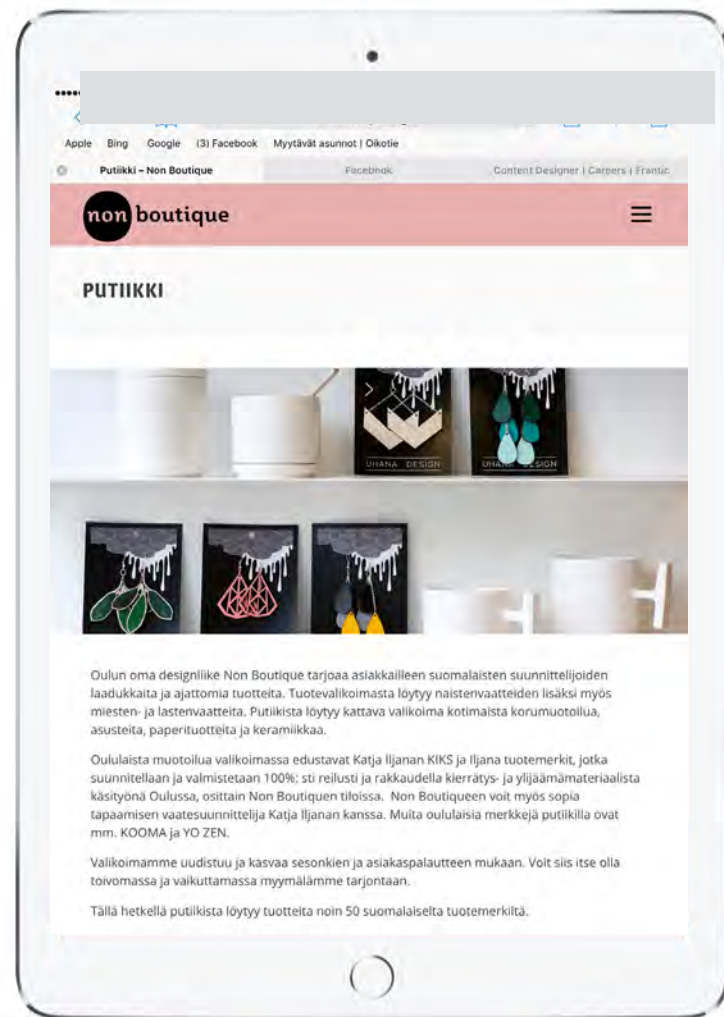 Apple Bing Google (3) Facebook Myytävät asunnot | Oikotie
Putiikki – Non Boutique Facebook Content Designer | Careers | Frantic
non boutique
PUTIIKKI
UHANA DESIGN
UHANA DESIGN
Oulun oma designliike Non Boutique tarjoaa asiakkailleen suomalaisten suunnittelijoiden
laadukkaita ja ajattomia tuotteita. Tuotevalikoimasta löytyy naistenvaatteiden lisäksi myös
miesten- ja lastenvaatteita. Putiikista löytyy kattava valikoima kotimaista korumuotoilua,
asusteita, paperituotteita ja keramiikkaa.
Oululaista muotoilua valikoimassa edustavat Katja Iljanan KIKS ja Iljana tuotemerkit, jotka
suunnitellaan ja valmistetaan 100%: sti reilusti ja rakkaudella kierrätys- ja ylijäämämateriaalista
käsityönä Oulussa, osittain Non Boutiquen tiloissa. Non Boutiqueen voit myös sopia
tapaamisen vaatesuunnittelija Katja Iljanan kanssa. Muita oululaisia merkkejä putiikilla ovat
mm. KOOMA ja YO ZEN.
Valikoimamme uudistuu ja kasvaa sesonkien ja asiakaspalautteen mukaan. Voit siis itse olla
toivomassa ja vaikuttamassa myymälämme tarjontaan.
Tällä hetkellä putiikista löytyy tuotteita noin 50 suomalaiselta tuotemerkiltä.